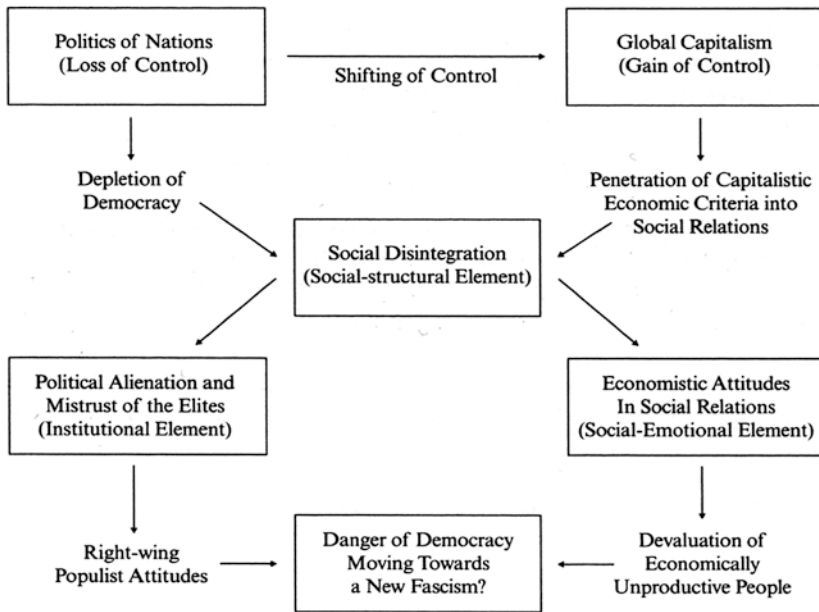 Politics of Nations
(Loss of Control)
Shifting of Control
Global Capitalism
(Gain of Control)
Depletion of
Democracy
Penetration of Capitalistic
Economic Criteria into
Social Relations
Social Disintegration
(Social-structural Element)
Political Alienation and
Mistrust of the Elites
(Institutional Element)
Economistic Attitudes
In Social Relations
(Social-Emotional Element)
Right-wing
Populist Attitudes
Danger of Democracy
Moving Towards
a New Fascism?
Devaluation of
Economically
Unproductive People